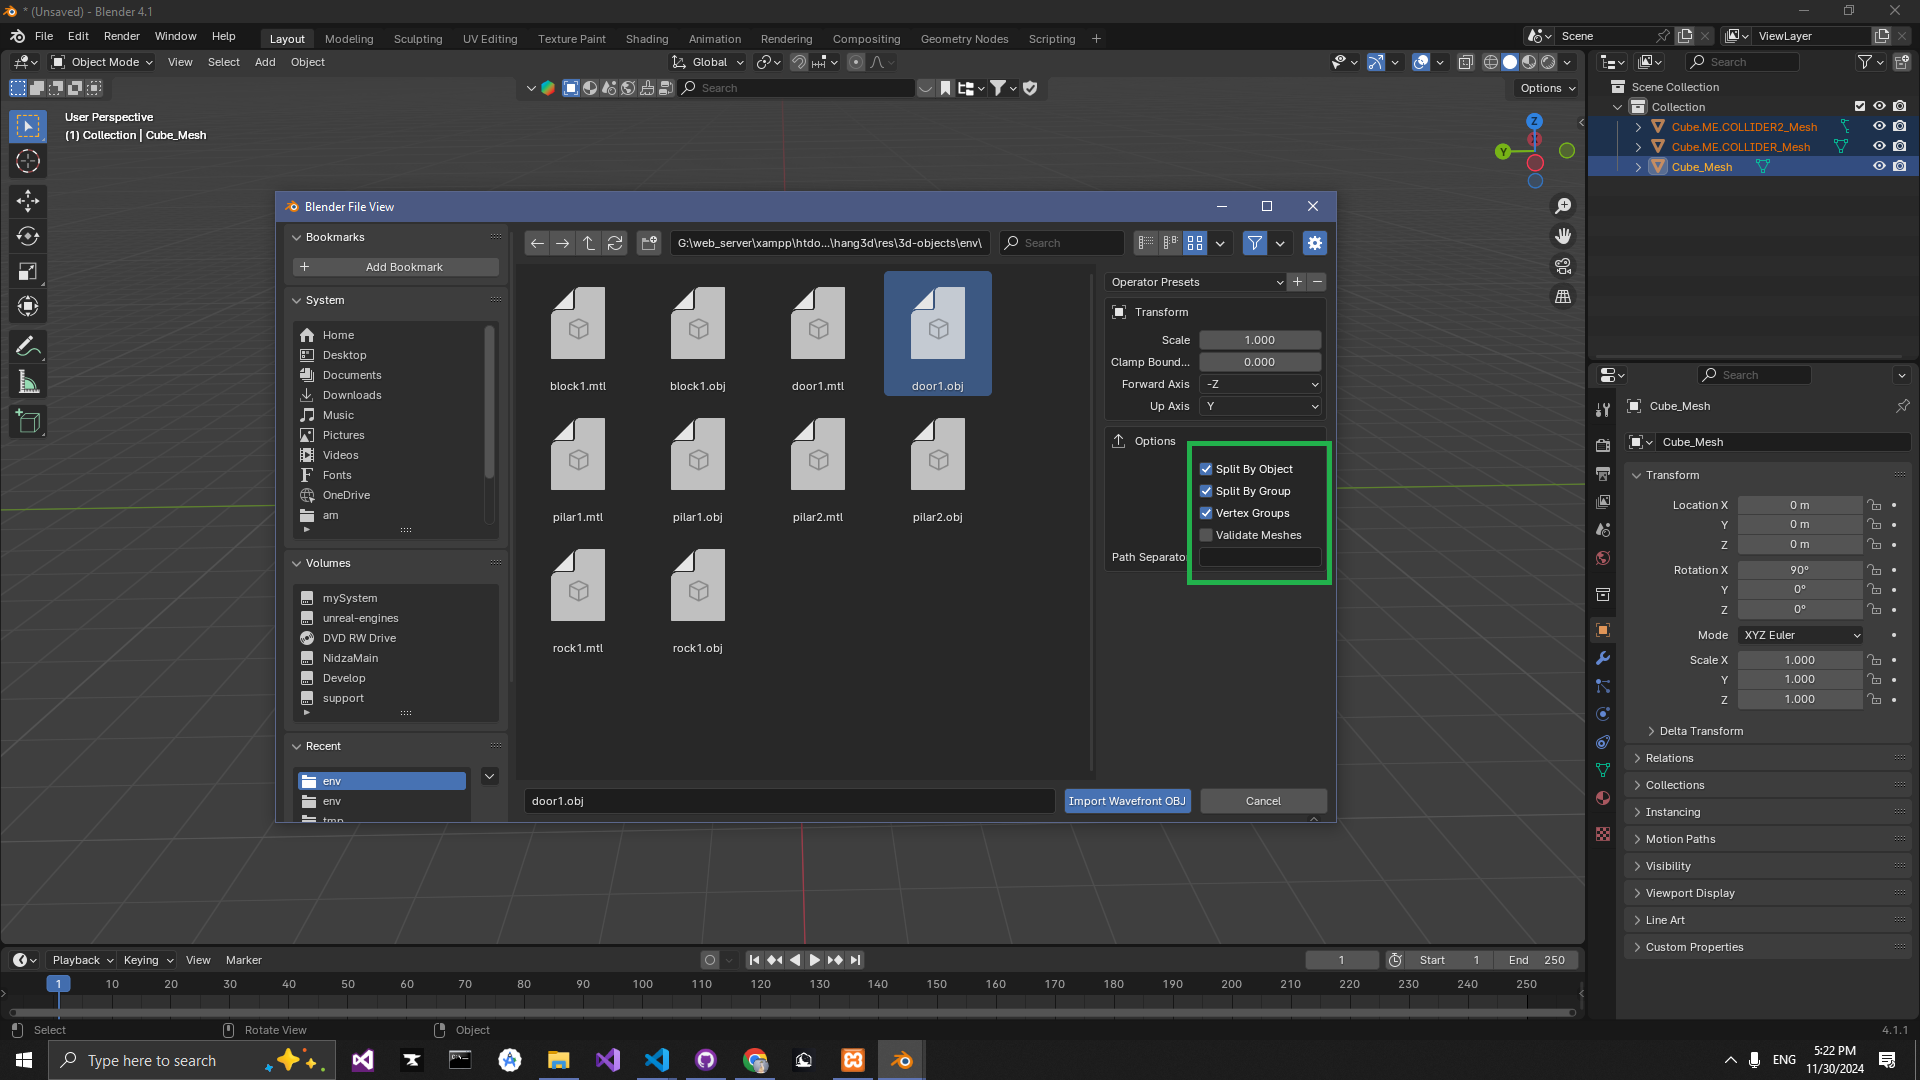 * (Unsaved) - Blender 4.1
File Edit Render Window Help
Layout Modeling Sculpting UV Editing Texture Paint Shading Animation Rendering Compositing Geometry Nodes Scripting +
Scene
ViewLayer
Object Mode View Select Add Object
Global
Search
Search
Options
User Perspective
(1) Collection | Cube_Mesh
Z
Y
Scene Collection
Collection
Cube.ME.COLLIDER2_Mesh
Cube.ME.COLLIDER_Mesh
Cube_Mesh
Blender File View
Bookmarks
Add Bookmark
System
Home
Desktop
Documents
Downloads
Music
Pictures
Videos
Fonts
OneDrive
am
Volumes
mySystem
unreal-engines
DVD RW Drive
NidzaMain
Develop
support
Recent
env
env
tmp
G:\web_server\xampp\htdo...\hang3d\res\3d-objects\env\
Search
block1.mtl block1.obj door1.mtl door1.obj
pilar1.mtl pilar1.obj pilar2.mtl pilar2.obj
rock1.mtl rock1.obj
Operator Presets
Transform
Scale 1.000
Clamp Bound... 0.000
Forward Axis -Z
Up Axis Y
Options
Split By Object
Split By Group
Vertex Groups
Validate Meshes
Path Separato
door1.obj
Import Wavefront OBJ
Cancel
Search
Cube_Mesh
Cube_Mesh
Transform
Location X 0 m
Y 0 m
Z 0 m
Rotation X 90°
Y 0°
Z 0°
Mode XYZ Euler
Scale X 1.000
Y 1.000
Z 1.000
Delta Transform
Relations
Collections
Instancing
Motion Paths
Visibility
Viewport Display
Line Art
Custom Properties
Playback Keying View Marker
1
Start 1
End 250
1 10 20 30 40 50 60 70 80 90 100 110 120 130 140 150 160 170 180 190 200 210 220 230 240 250
Select
Rotate View
Object
4.1.1
Type here to search
ENG
5:22 PM
11/30/2024